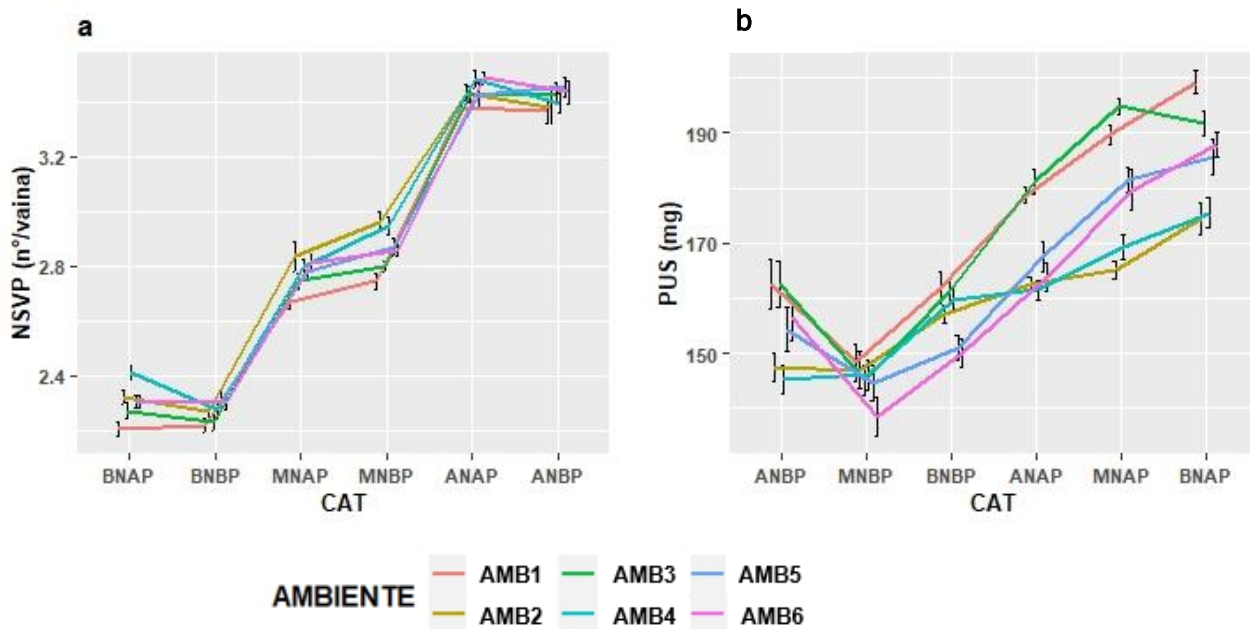 a
b
NSVP (n°/vaina)
3.2
2.8
2.4
BNAP BNBP MNAP MNBP ANAP ANBP
CAT
PUS (mg)
190
170
150
ANBP MNBP BNBP ANAP MNAP BNAP
CAT
AMBIENTE
AMB1 AMB3 AMB5
AMB2 AMB4 AMB6